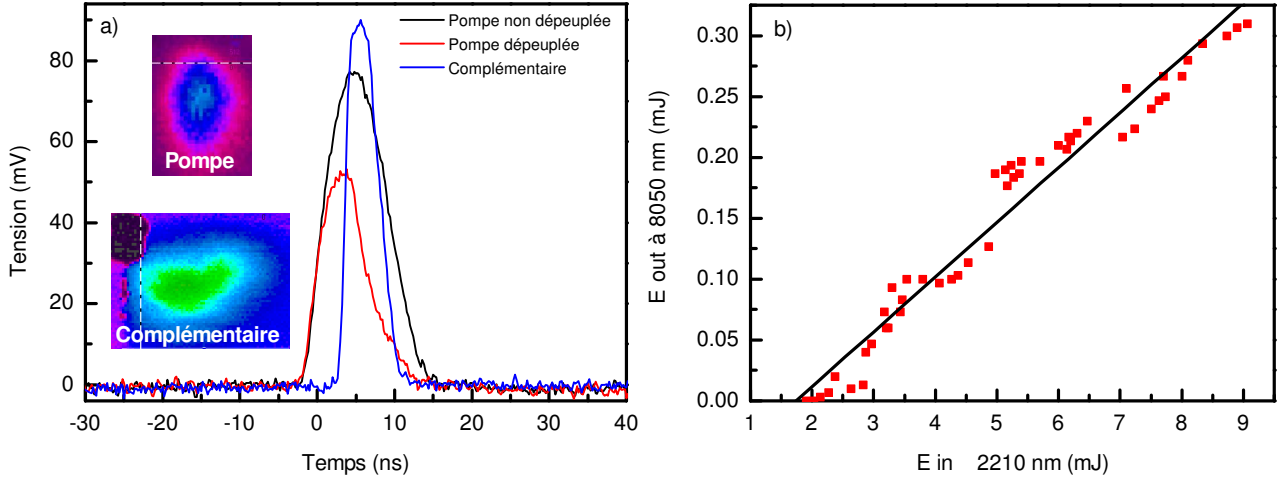 a)
Pompe non dépeuplée
Pompe dépeuplée
Complémentaire
Pompe
Complémentaire
80
60
40
20
0
-30 -20 -10 0 10 20 30 40
Tension (mV)
Temps (ns)
b)
0.30
0.25
0.20
0.15
0.10
0.05
0.00
1 2 3 4 5 6 7 8 9
E out à 8050 nm (mJ)
E in 2210 nm (mJ)